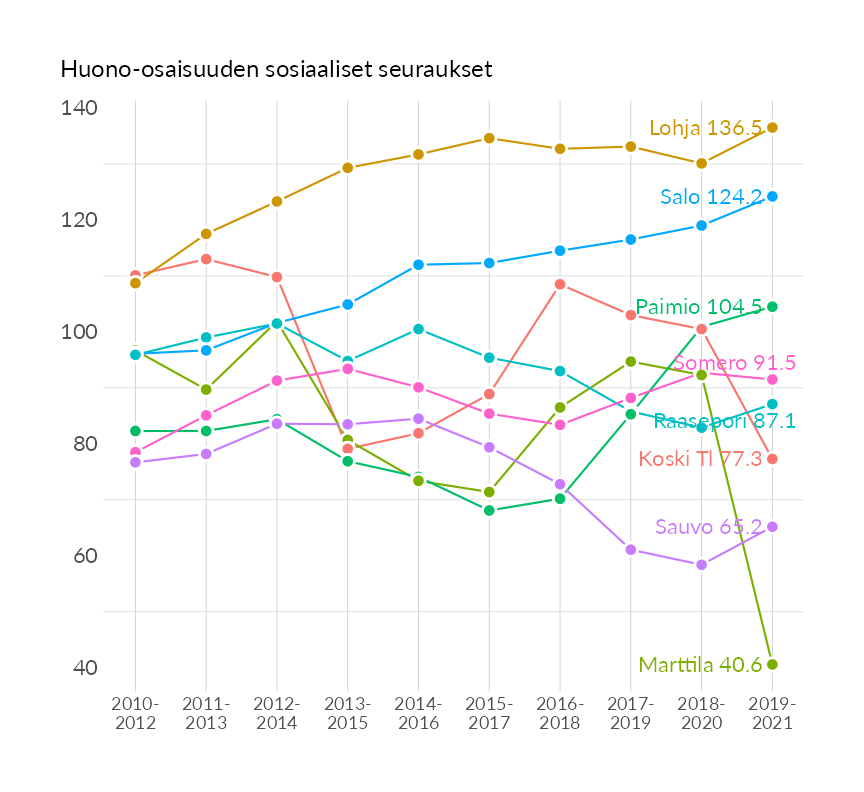 Huono-osaisuuden sosiaaliset seuraukset
140
Lohja 136.5
Salo 124.2
120
Paimio 104.5
100
Somero 91.5
Raasepori 87.1
80
Koski Tl 77.3
Sauvo 65.2
60
Marttila 40.6
40
2010- 2011- 2012- 2013- 2014- 2015- 2016- 2017- 2018- 2019-
2012 2013 2014 2015 2016 2017 2018 2019 2020 2021